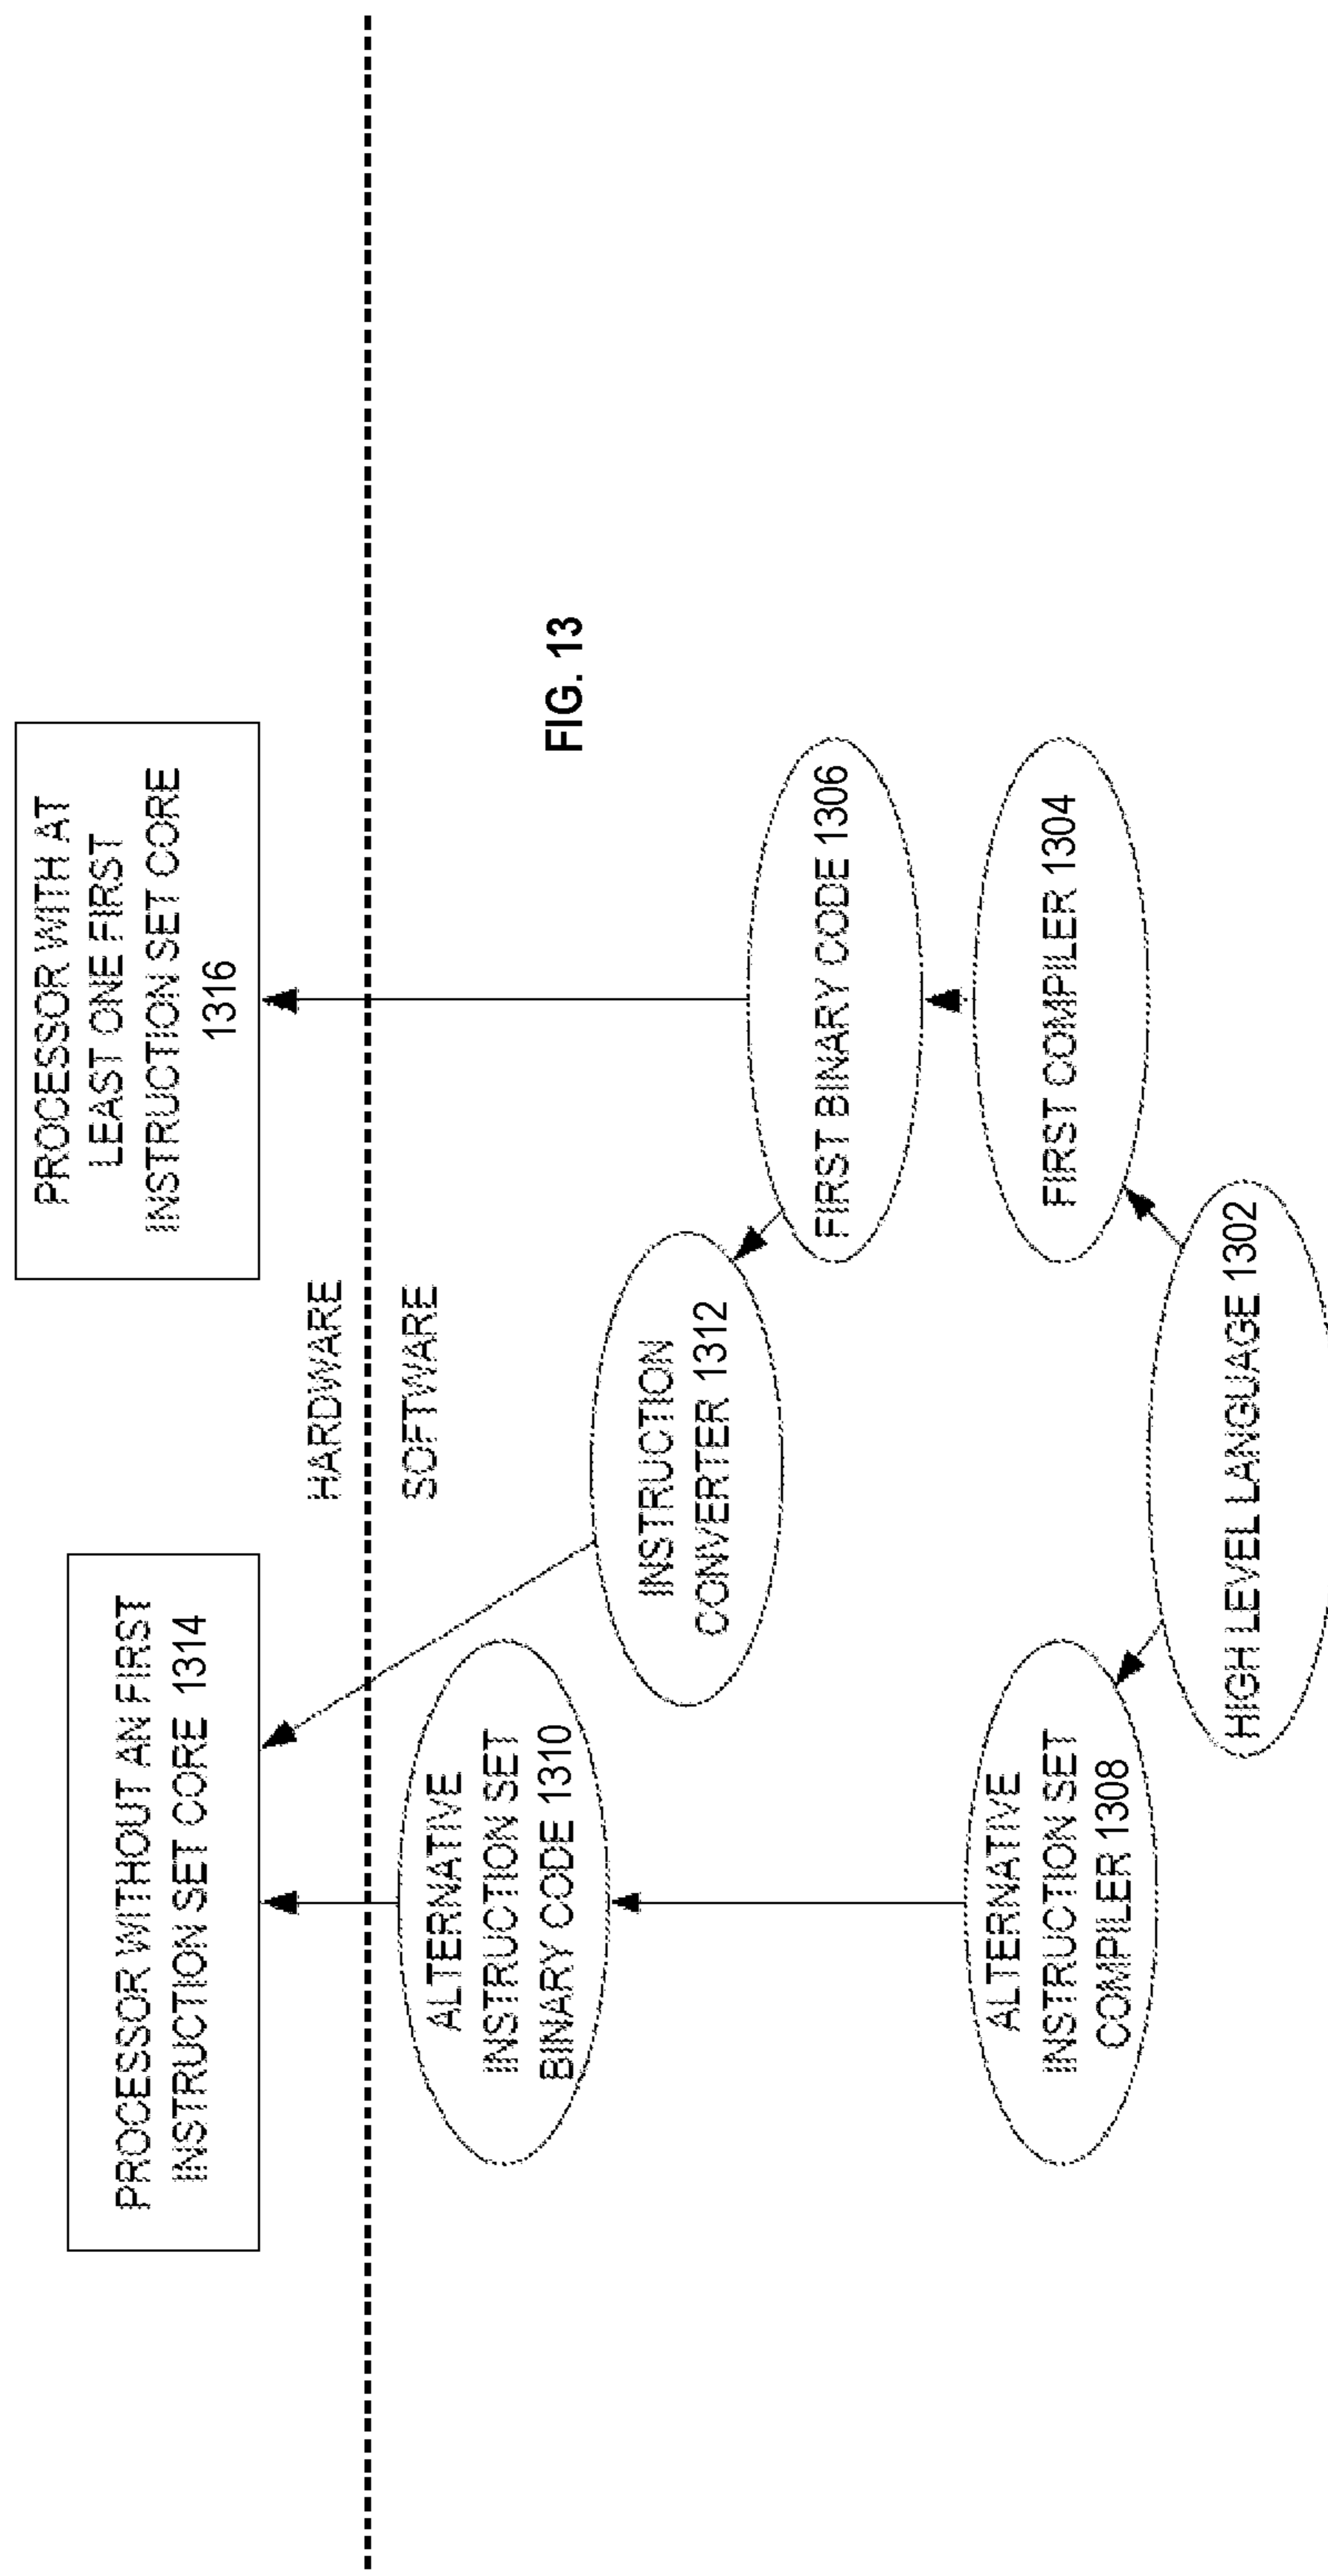 PROCESSOR WITHOUT AN FIRST
INSTRUCTION SET CORE 1314
PROCESSOR WITH AT
LEAST ONE FIRST
INSTRUCTION SET CORE
1316
HARDWARE
SOFTWARE
ALTERNATIVE
INSTRUCTION SET
BINARY CODE 1310
FIG. 13
INSTRUCTION
CONVERTER 1312
FIRST BINARY CODE 1306
ALTERNATIVE
INSTRUCTION SET
COMPILER 1308
FIRST COMPILER 1304
HIGH LEVEL LANGUAGE 1302